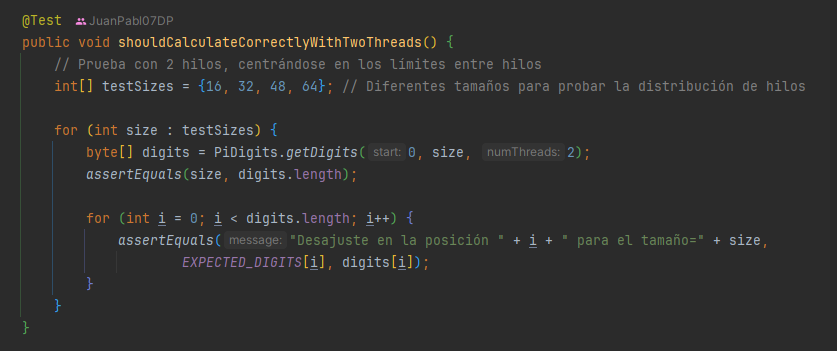 @Test JuanPabl07DP
public void shouldCalculateCorrectlyWithTwoThreads() {
// Prueba con 2 hilos, centrándose en los límites entre hilos
int[] testSizes = {16, 32, 48, 64}; // Diferentes tamaños para probar la distribución de hilos
for (int size : testSizes) {
byte[] digits = PiDigits.getDigits( start: 0, size, numThreads: 2);
assertEquals(size, digits.length);
for (int i = 0; i < digits.length; i++) {
assertEquals( message: "Desajuste en la posición " + i + " para el tamaño=" + size,
EXPECTED_DIGITS[i], digits[i]);
}
}
}